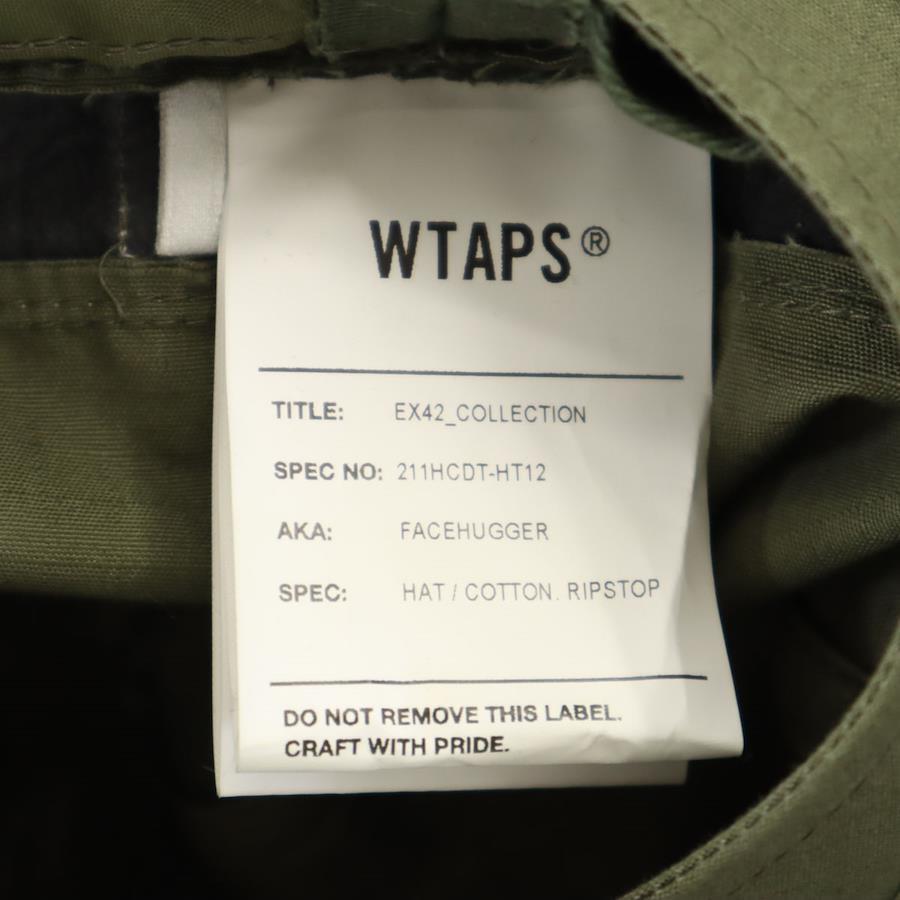 WTAPS®
TITLE: EX42_COLLECTION
SPEC NO: 211HCDT-HT12
AKA: FACEHUGGER
SPEC: HAT / COTTON. RIPSTOP
DO NOT REMOVE THIS LABEL.
CRAFT WITH PRIDE.